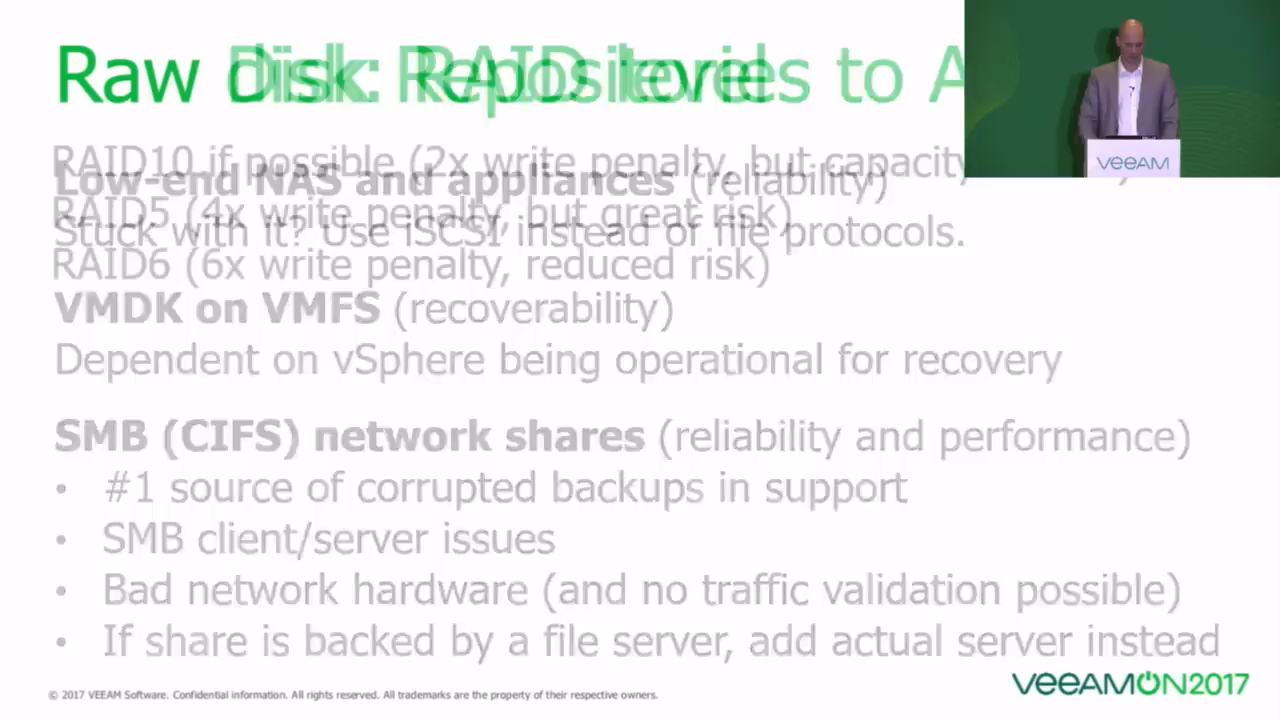 Raw Disk: RAID level
Raw disk: Repositories to
RAID10 if possible (2x write penalty, but capacity
Low-end NAS and appliances (reliability)
RAID5 (4x write penalty, but great risk)
Stuck with it? Use iSCSI instead of file protocols.
RAID6 (6x write penalty, reduced risk)
VMDK on VMFS (recoverability)
Dependent on vSphere being operational for recovery
SMB (CIFS) network shares (reliability and performance)
• #1 source of corrupted backups in support
• SMB client/server issues
• Bad network hardware (and no traffic validation possible)
• If share is backed by a file server, add actual server instead
© 2017 VEEAM Software. Confidential information. All rights reserved. All trademarks are the property of their respective owners.
VEEAMON2017
VEEAM